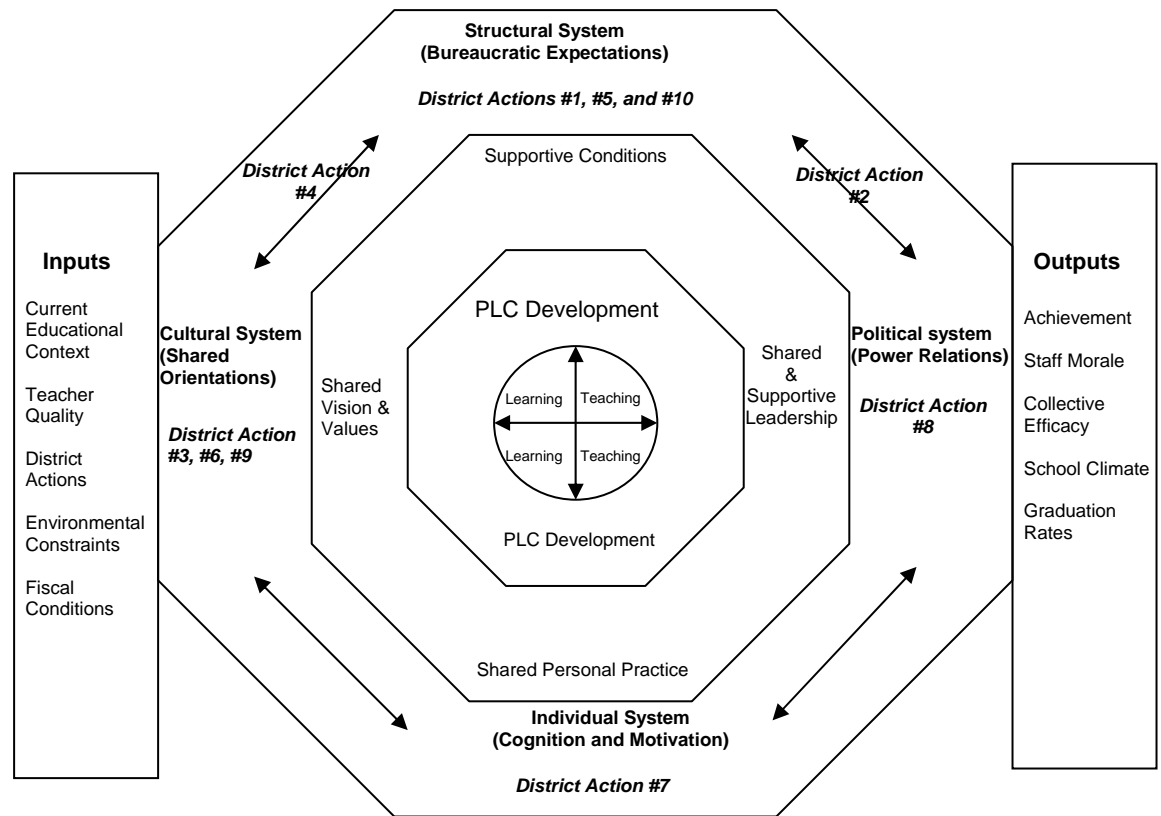 Structural System
(Bureaucratic Expectations)
District Actions #1, #5, and #10
Supportive Conditions
District Action
#4
District Action
#2
Inputs
Current
Educational
Context
Teacher
Quality
District
Actions
Environmental
Constraints
Fiscal
Conditions
Cultural System
(Shared
Orientations)
District Action
#3, #6, #9
Shared
Vision &
Values
PLC Development
Learning
Teaching
Learning
Teaching
PLC Development
Shared
&
Supportive
Leadership
Political system
(Power Relations)
District Action
#8
Outputs
Achievement
Staff Morale
Collective
Efficacy
School Climate
Graduation
Rates
Shared Personal Practice
Individual System
(Cognition and Motivation)
District Action #7